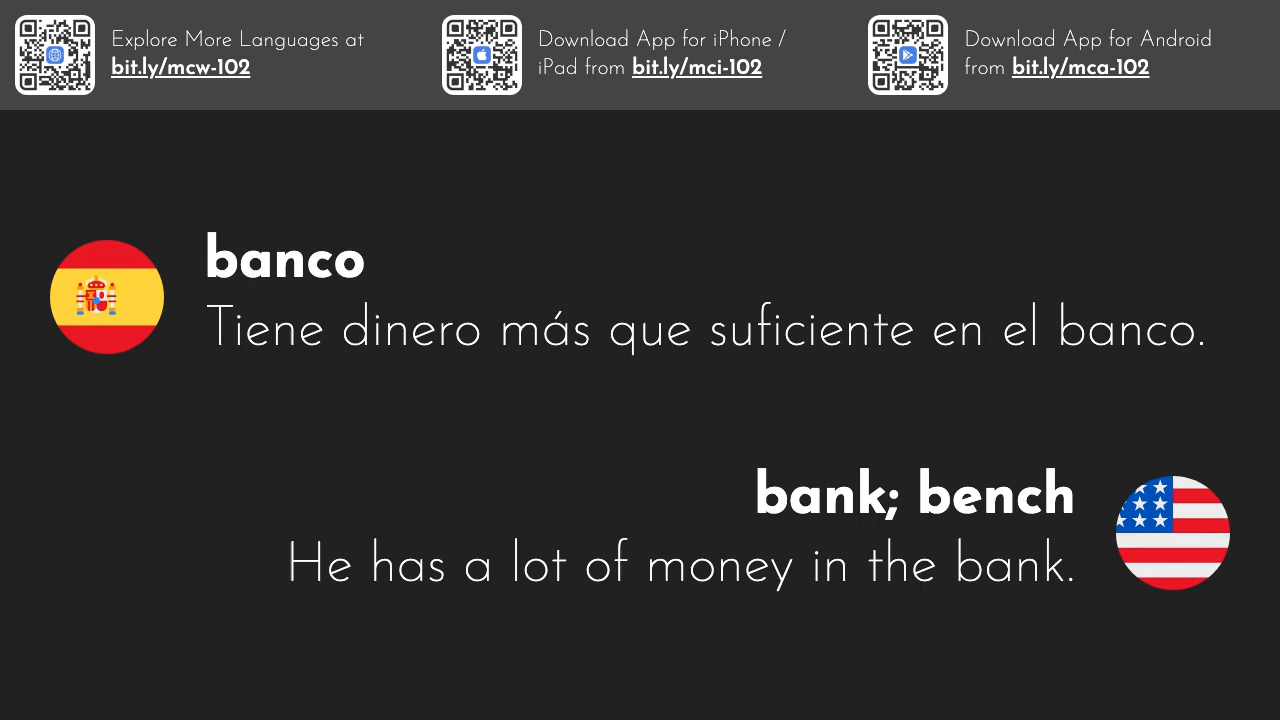 Explore More Languages at
bit.ly/mcw-102
Download App for iPhone /
iPad from bit.ly/mci-102
Download App for Android
from bit.ly/mca-102
banco
Tiene dinero más que suficiente en el banco.
bank; bench
He has a lot of money in the bank.